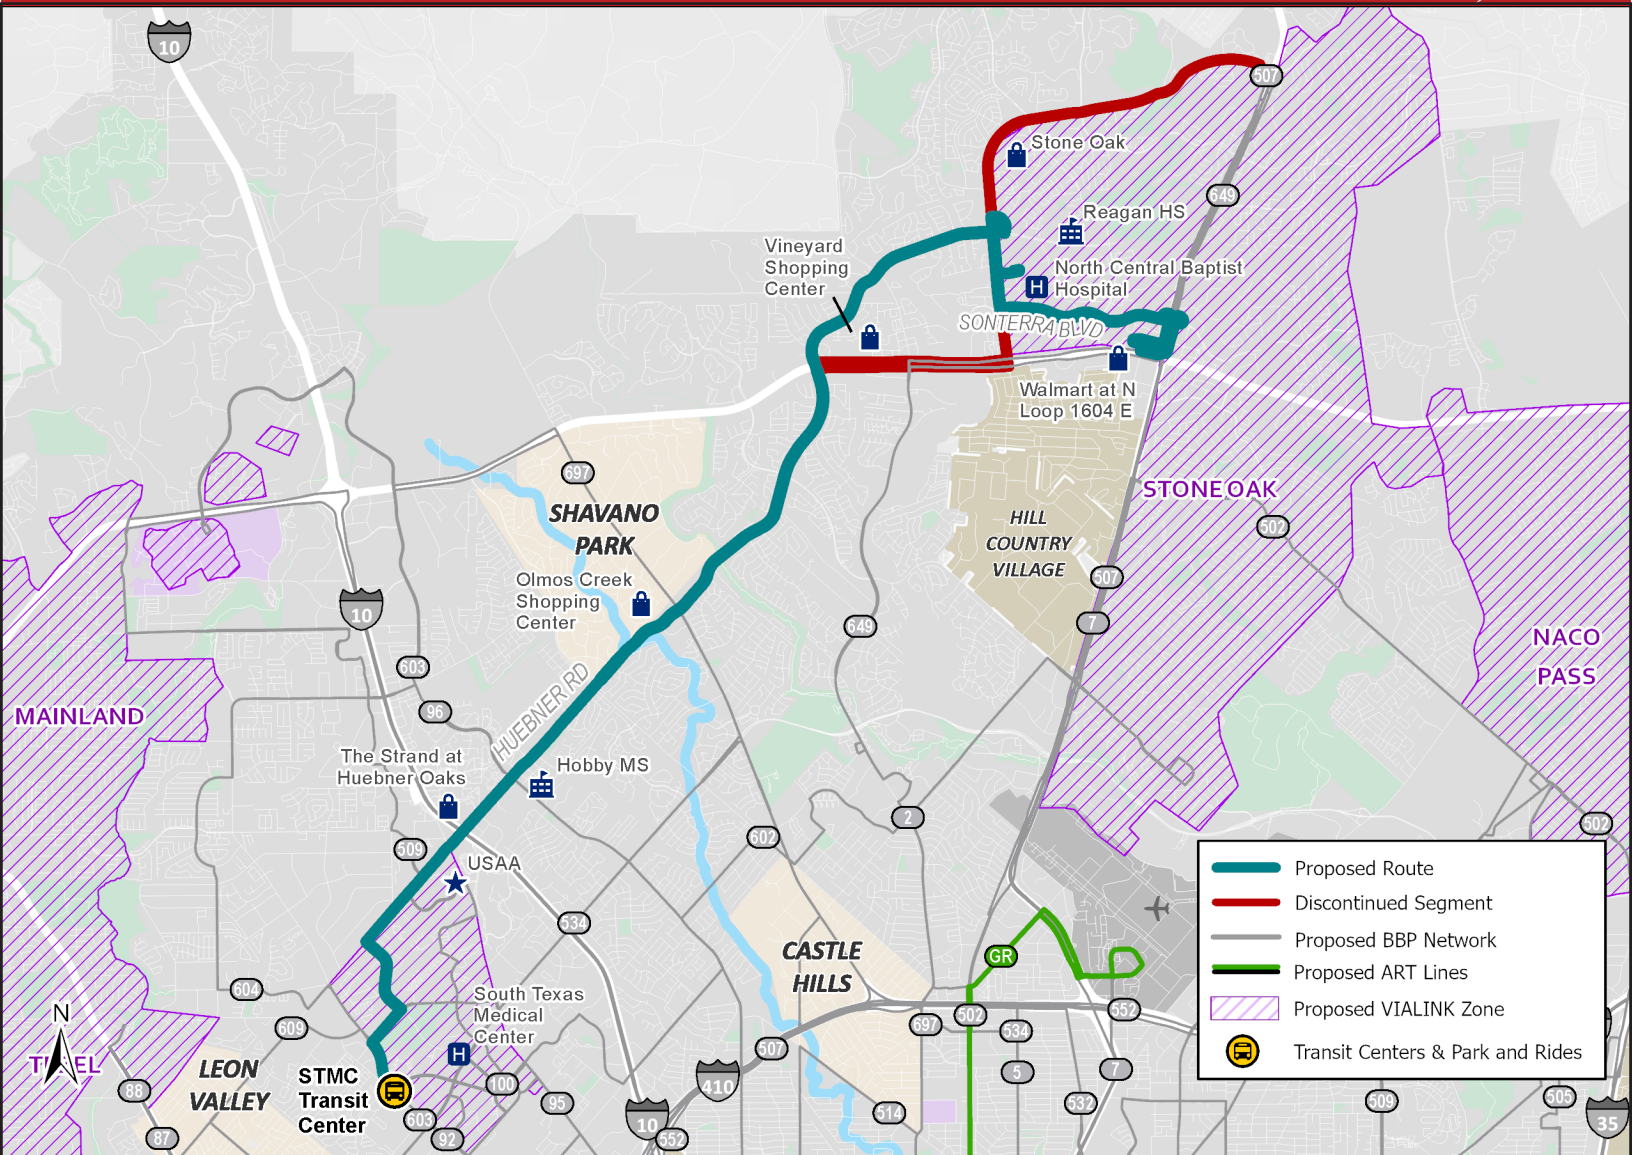 10
507
Stone Oak
649
Reagan HS
Vineyard
Shopping
Center
North Central Baptist
Hospital
SONTERRA BLVD
Walmart at N
Loop 1604 E
697
SHAVANO
PARK
STONE OAK
HILL
COUNTRY
VILLAGE
502
Olmos Creek
Shopping
Center
507
10
7
649
NACO
PASS
603
MAINLAND
96
HUEBNER RD
The Strand at
Huebner Oaks
Hobby MS
2
502
602
509
USAA
534
CASTLE
HILLS
GR
604
South Texas
Medical
Center
N
609
502
697
534
552
507
LEON
VALLEY
STMC
Transit
Center
88
100
95
410
5
7
532
509
505
603
92
10
552
514
87
35
Proposed Route
Discontinued Segment
Proposed BBP Network
Proposed ART Lines
Proposed VIALINK Zone
Transit Centers & Park and Rides